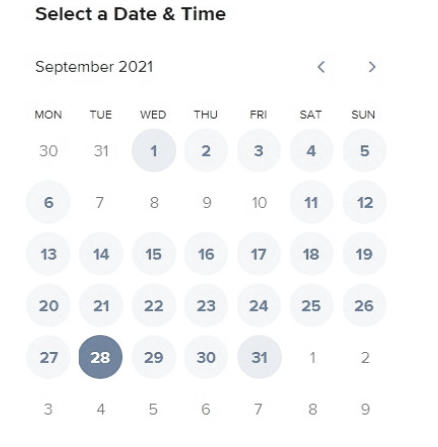 Select a Date & Time
September 2021
MON TUE WED THU FRI SAT SUN
30 31 1 2 3 4 5
6 7 8 9 10 11 12
13 14 15 16 17 18 19
20 21 22 23 24 25 26
27 28 29 30 31 1 2
3 4 5 6 7 8 9